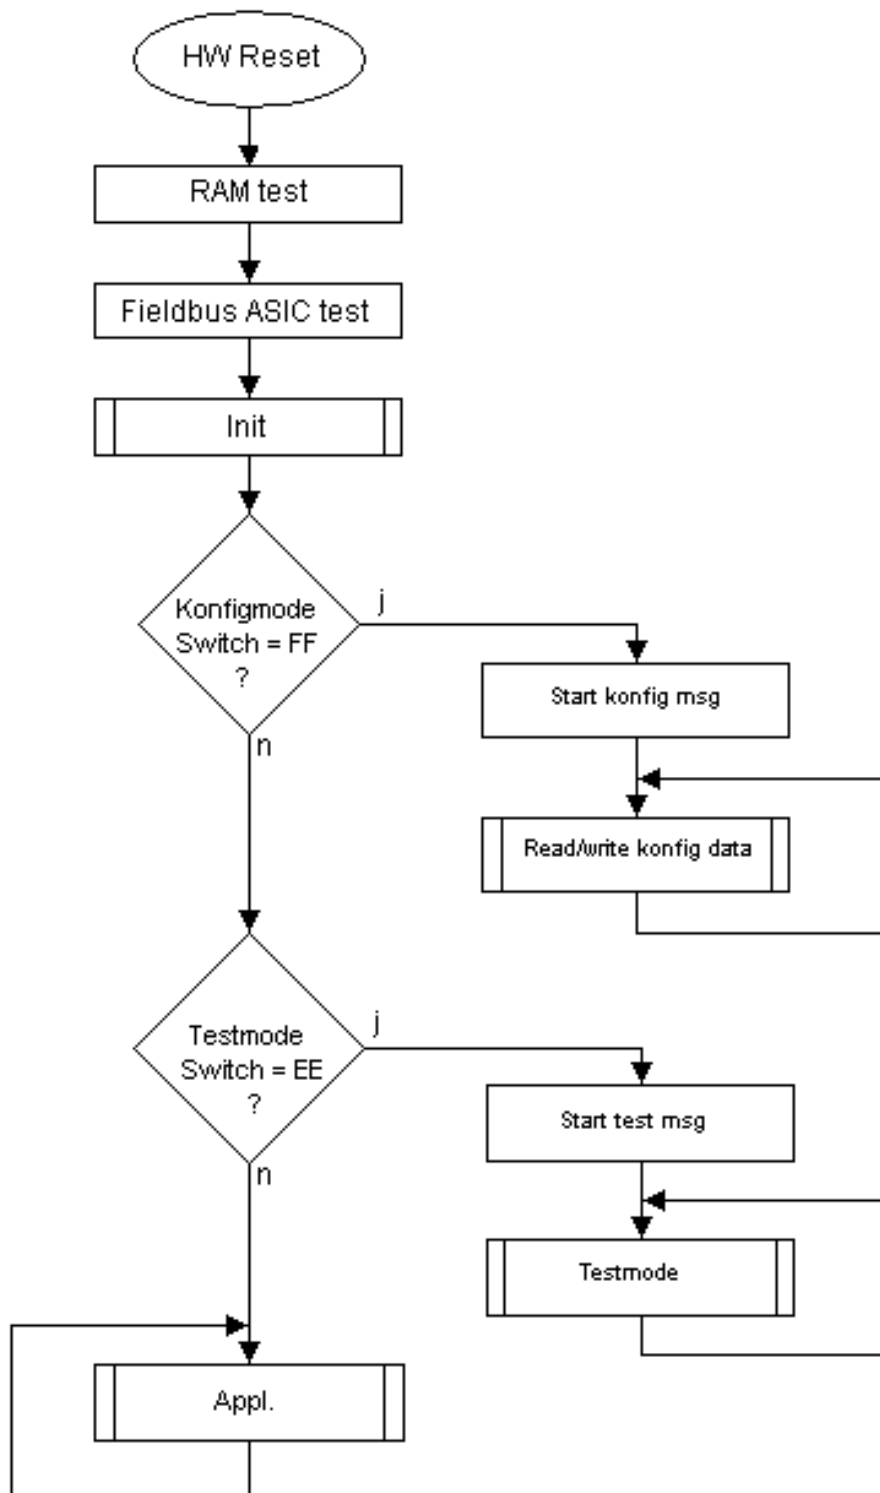 HW Reset
RAM test
Fieldbus ASIC test
Init
Konfigmode
Switch = FF
?
j
n
Start konfig msg
Read/write konfig data
Testmode
Switch = EE
?
j
n
Start test msg
Testmode
Appl.